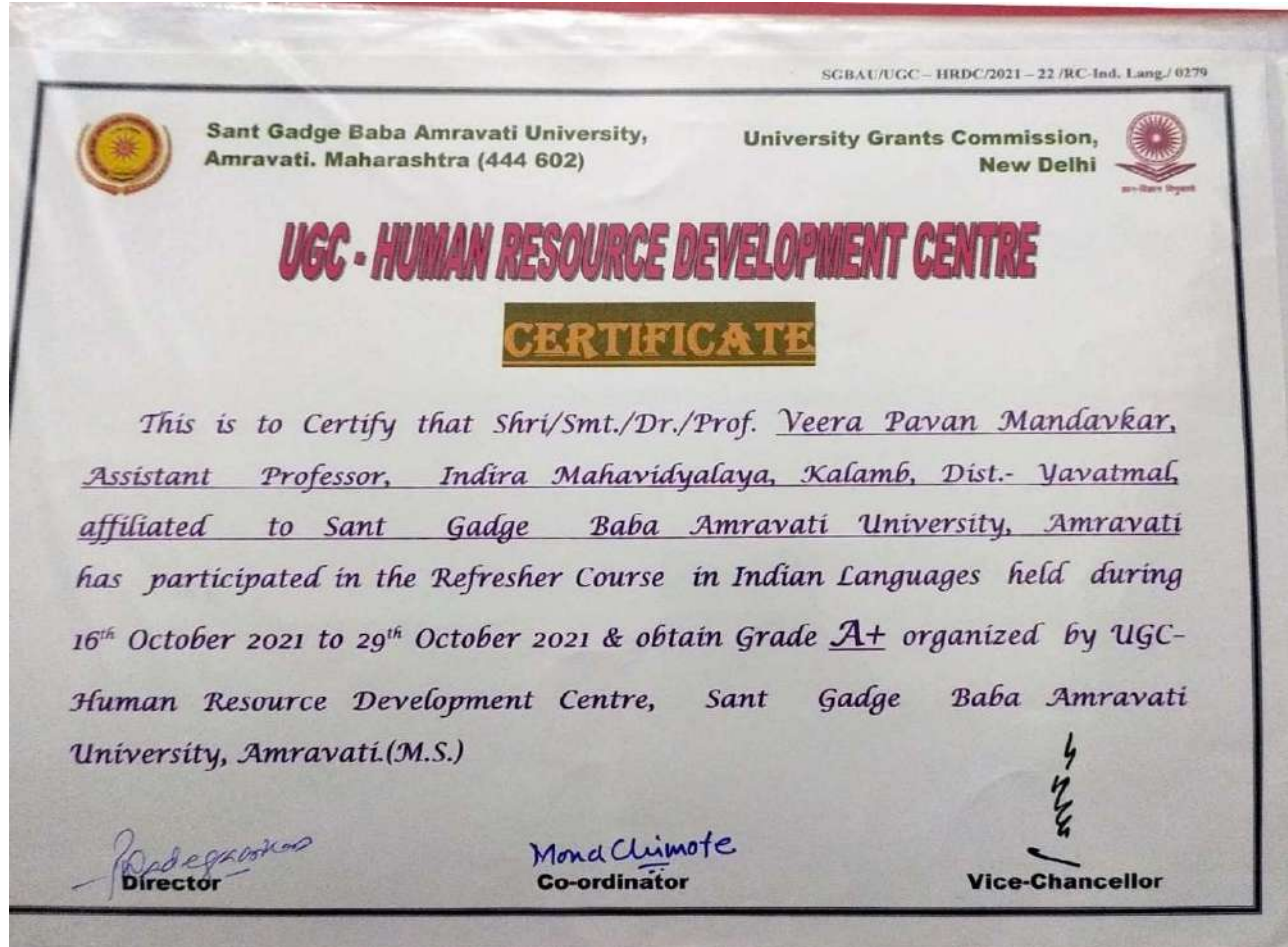 SGBAU/UGC – HRDC/2021 – 22 /RC-Ind. Lang./ 0279
Sant Gadge Baba Amravati University,
Amravati. Maharashtra (444 602)
University Grants Commission,
New Delhi
ज्ञान-विज्ञान विमुक्तये
UGC - HUMAN RESOURCE DEVELOPMENT CENTRE
CERTIFICATE
This is to Certify that Shri/Smt./Dr./Prof. Veera Pavan Mandavkar,
Assistant Professor, Indira Mahavidyalaya, Kalamb, Dist.- Yavatmal,
affiliated to Sant Gadge Baba Amravati University, Amravati
has participated in the Refresher Course in Indian Languages held during
16th October 2021 to 29th October 2021 & obtain Grade A+ organized by UGC-
Human Resource Development Centre, Sant Gadge Baba Amravati
University, Amravati.(M.S.)
Mona Chimote
Director
Co-ordinator
Vice-Chancellor